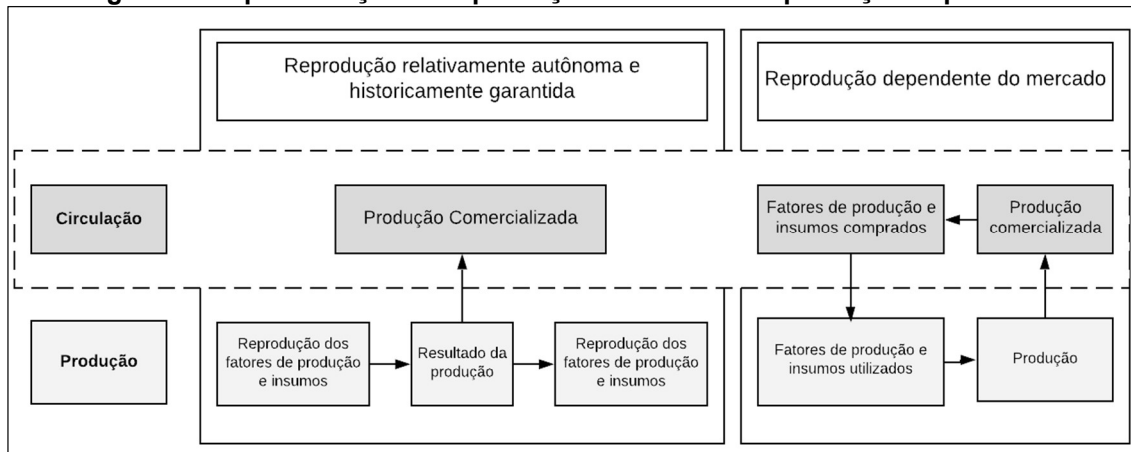 Reprodução relativamente autônoma e
historicamente garantida
Reprodução dependente do mercado
Circulação
Produção Comercializada
Fatores de produção e
insumos comprados
Produção
comercializada
Produção
Reprodução dos
fatores de produção
e insumos
Resultado da
produção
Reprodução dos
fatores de produção
e insumos
Fatores de produção e
insumos utilizados
Produção